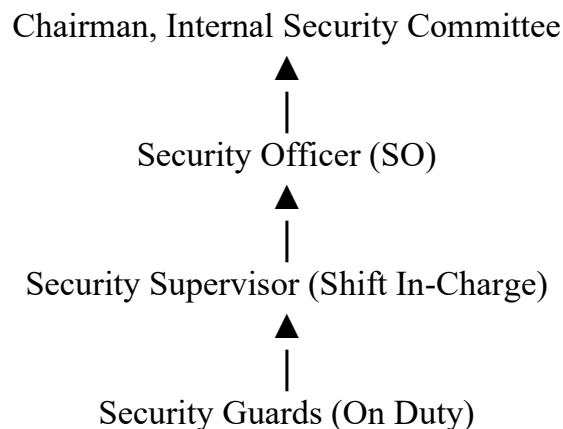 Chairman, Internal Security Committee
Security Officer (SO)
Security Supervisor (Shift In-Charge)
Security Guards (On Duty)